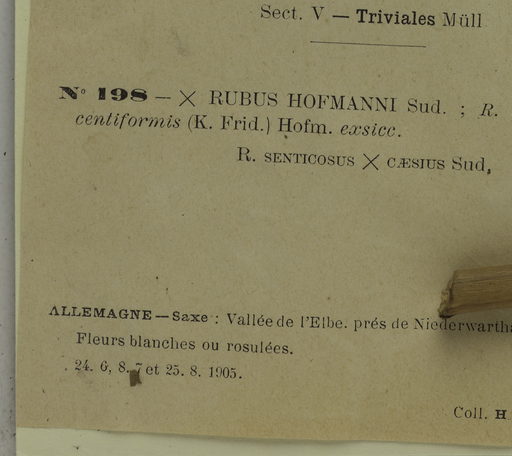 Sect. V — Triviales Müll
N° 198 — × RUBUS HOFMANNI Sud. ; R.
centiformis (K. Frid.) Hofm. exsicc.
R. SENTICOSUS × CÆSIUS Sud,
ALLEMAGNE — Saxe : Vallée de l'Elbe. prés de Niederwartha
Fleurs blanches ou rosulées.
24. 6, 8. 7 et 25. 8. 1905.
Coll. H